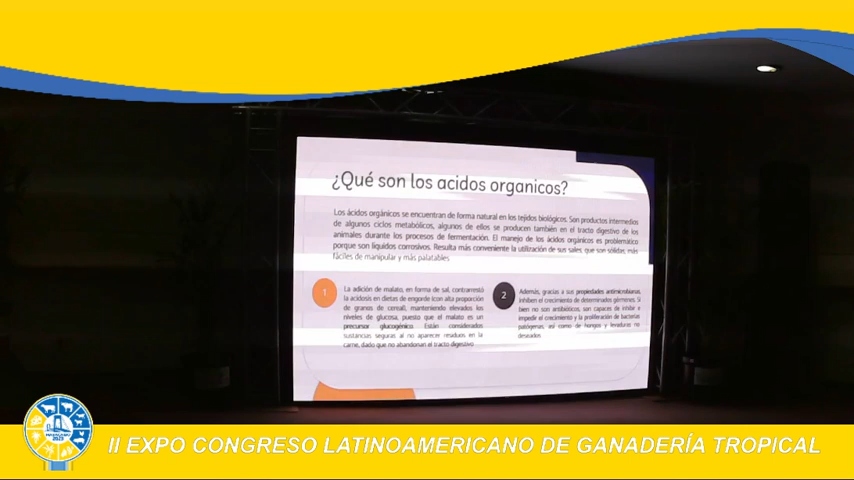 ¿Qué son los acidos organicos?
Los ácidos orgánicos se encuentran de forma natural en los tejidos biológicos. Son productos intermedios
de algunos ciclos metabólicos, algunos de ellos se producen también en el tracto digestivo de los
animales durante los procesos de fermentación. El manejo de los ácidos orgánicos es problemático
porque son líquidos corrosivos. Resulta más conveniente la utilización de sus sales, que son sólidas, más
fáciles de manipular y más palatables
1
La adición de malato, en forma de sal, contrarrestó
la acidosis en dietas de engorde (con alta proporción
de granos de cereal), manteniendo elevados los
niveles de glucosa, puesto que el malato es un
precursor glucogénico. Están consideradas
sustancias seguras al no aparecer residuos en la
carne, dado que no abandonan el tracto digestivo
2
Además, gracias a sus propiedades antimicrobianas,
inhiben el crecimiento de determinados gérmenes. Si
bien no son antibióticos, son capaces de inhibir e
impedir el crecimiento y la proliferación de bacterias
patógenas, así como de hongos y levaduras no
deseados
II EXPO CONGRESO LATINOAMERICANO DE GANADERÍA TROPICAL